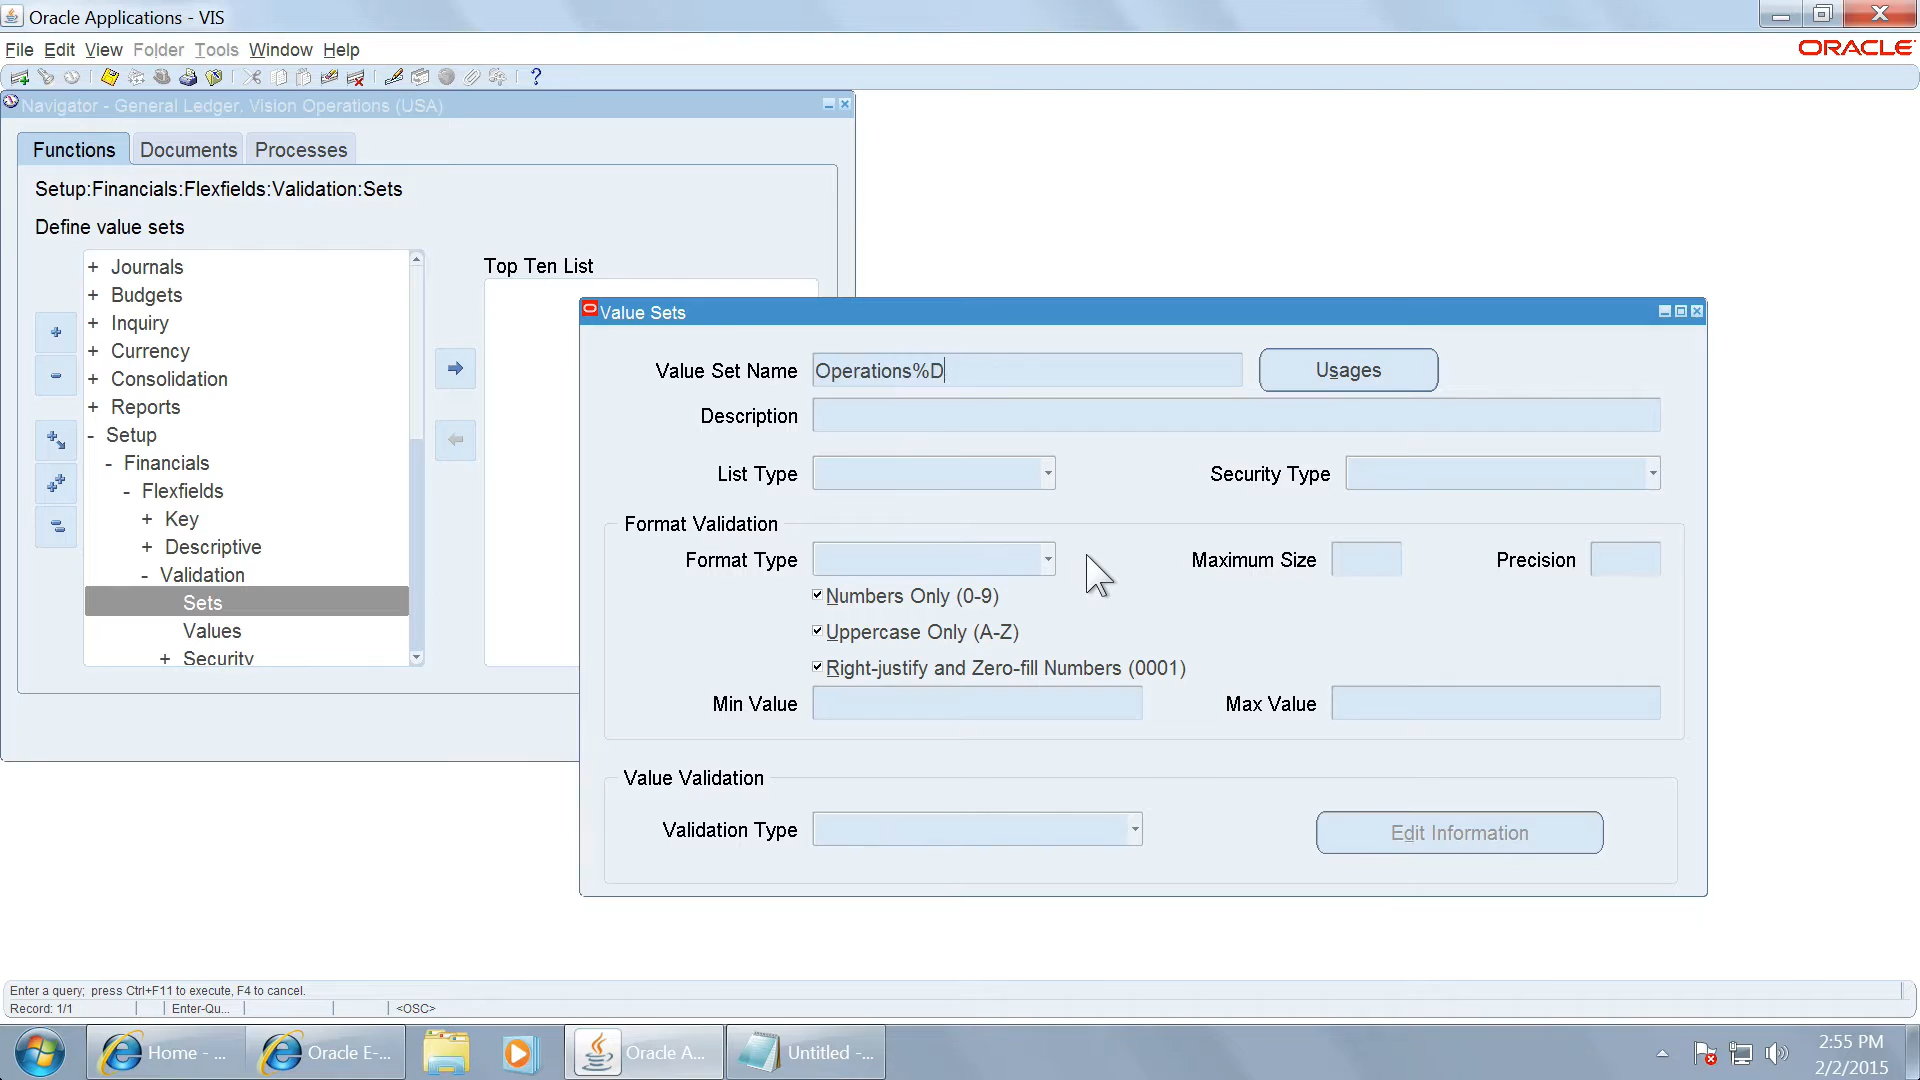 Oracle Applications - VIS
File Edit View Folder Tools Window Help
ORACLE
Navigator - General Ledger, Vision Operations (USA)
Functions Documents Processes
Setup:Financials:Flexfields:Validation:Sets
Define value sets
+ Journals
+ Budgets
+ Inquiry
+ Currency
+ Consolidation
+ Reports
- Setup
- Financials
- Flexfields
+ Key
+ Descriptive
- Validation
Sets
Values
+ Security
Top Ten List
Value Sets
Value Set Name Operations%D Usages
Description
List Type Security Type
Format Validation
Format Type Maximum Size Precision
Numbers Only (0-9)
Uppercase Only (A-Z)
Right-justify and Zero-fill Numbers (0001)
Min Value Max Value
Value Validation
Validation Type Edit Information
Enter a query; press Ctrl+F11 to execute, F4 to cancel.
Record: 1/1 Enter-Qu... <OSC>
Home - ... Oracle E-... Oracle A... Untitled -...
2:55 PM
2/2/2015